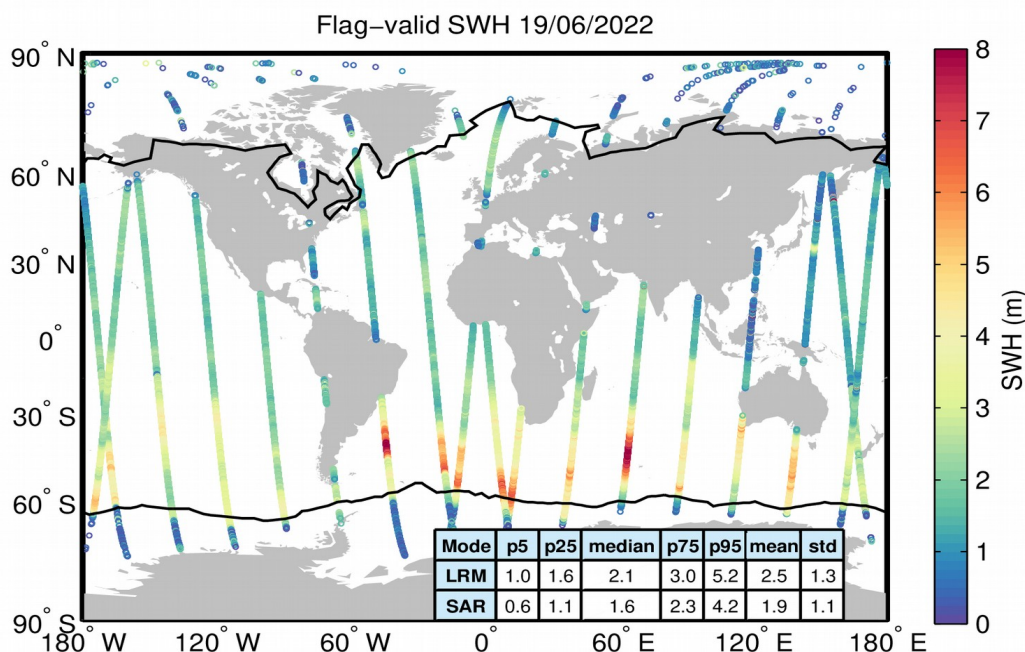 Flag−valid SWH 19/06/2022
90° N
60° N
30° N
0°
30° S
60° S
90° S
180° W
120° W
60° W
0°
60° E
120° E
180° E
8
7
6
5
4
3
2
1
0
SWH (m)
Mode p5 p25 median p75 p95 mean std
LRM 1.0 1.6 2.1 3.0 5.2 2.5 1.3
SAR 0.6 1.1 1.6 2.3 4.2 1.9 1.1